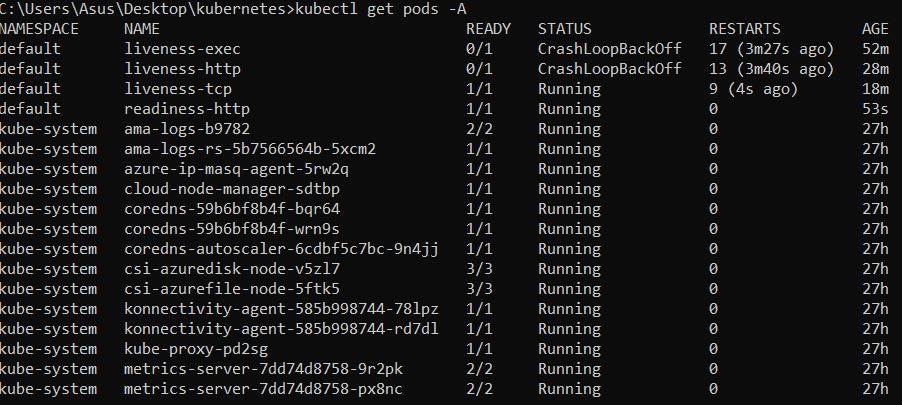 C:\Users\Asus\Desktop\kubernetes>kubectl get pods -A
NAMESPACE NAME READY STATUS RESTARTS AGE
default liveness-exec 0/1 CrashLoopBackOff 17 (3m27s ago) 52m
default liveness-http 0/1 CrashLoopBackOff 13 (3m40s ago) 28m
default liveness-tcp 1/1 Running 9 (4s ago) 18m
default readiness-http 1/1 Running 0 53s
kube-system ama-logs-b9782 2/2 Running 0 27h
kube-system ama-logs-rs-5b7566564b-5xcm2 1/1 Running 0 27h
kube-system azure-ip-masq-agent-5rw2q 1/1 Running 0 27h
kube-system cloud-node-manager-sdtbp 1/1 Running 0 27h
kube-system coredns-59b6bf8b4f-bqr64 1/1 Running 0 27h
kube-system coredns-59b6bf8b4f-wrn9s 1/1 Running 0 27h
kube-system coredns-autoscaler-6cdbf5c7bc-9n4jj 1/1 Running 0 27h
kube-system csi-azuredisk-node-v5zl7 3/3 Running 0 27h
kube-system csi-azurefile-node-5ftk5 3/3 Running 0 27h
kube-system konnectivity-agent-585b998744-78lpz 1/1 Running 0 27h
kube-system konnectivity-agent-585b998744-rd7dl 1/1 Running 0 27h
kube-system kube-proxy-pd2sg 1/1 Running 0 27h
kube-system metrics-server-7dd74d8758-9r2pk 2/2 Running 0 27h
kube-system metrics-server-7dd74d8758-px8nc 2/2 Running 0 27h